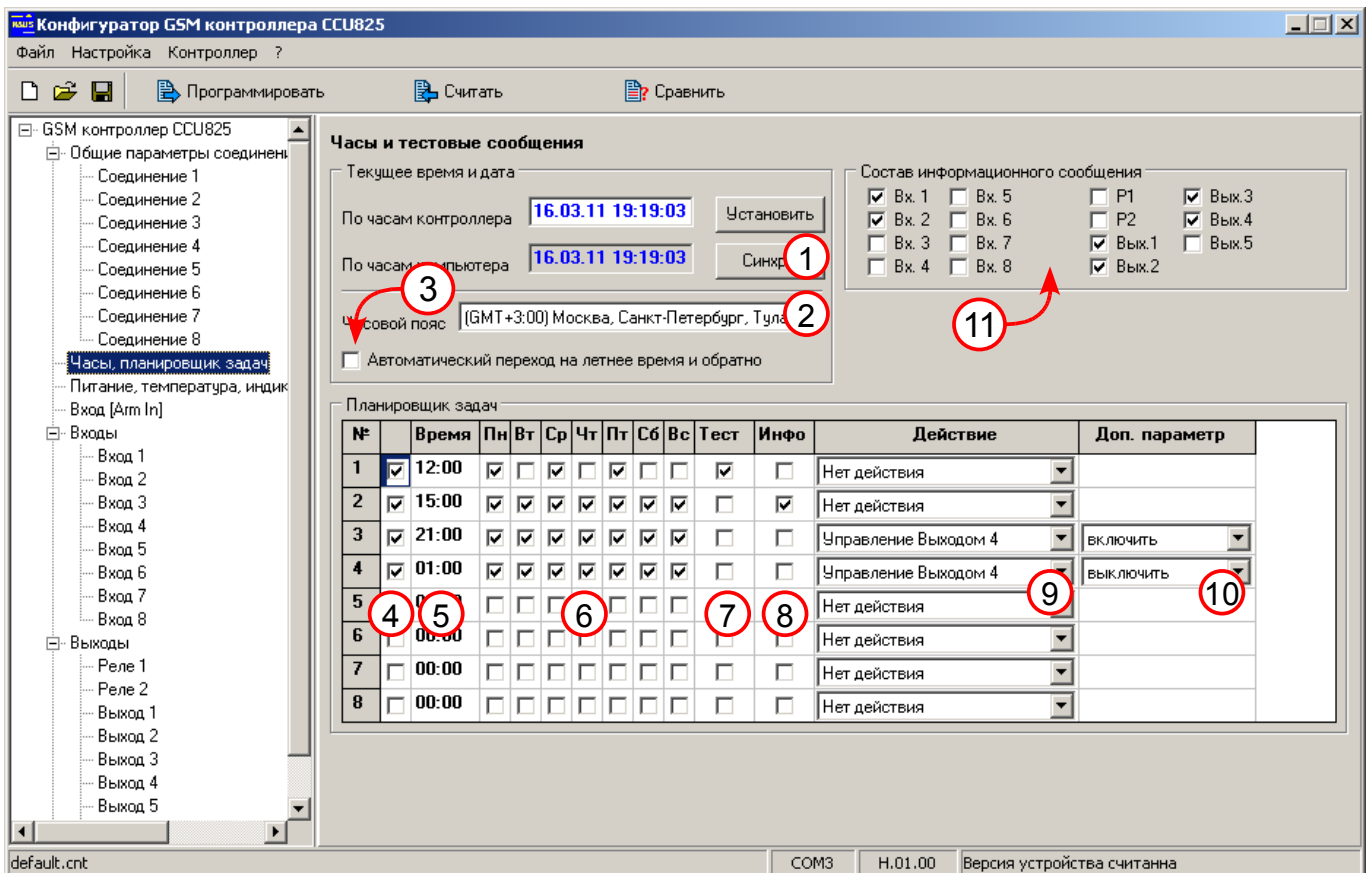 Конфигуратор GSM контроллера CCU825
Файл Настройка Контроллер ?
Программировать Считать Сравнить
GSM контроллер CCU825
Общие параметры соединени
Соединение 1
Соединение 2
Соединение 3
Соединение 4
Соединение 5
Соединение 6
Соединение 7
Соединение 8
Часы, планировщик задач
Питание, температура, индик
Вход [Arm In]
Входы
Вход 1
Вход 2
Вход 3
Вход 4
Вход 5
Вход 6
Вход 7
Вход 8
Выходы
Реле 1
Реле 2
Выход 1
Выход 2
Выход 3
Выход 4
Выход 5
Часы и тестовые сообщения
Текущее время и дата
По часам контроллера 16.03.11 19:19:03 Установить
По часам компьютера 16.03.11 19:19:03 1
3
Часовой пояс (GMT+3:00) Москва, Санкт-Петербург, Тула 2
Автоматический переход на летнее время и обратно
Состав информационного сообщения
Вх. 1 Вх. 5 P1 Вых.3
Вх. 2 Вх. 6 P2 Вых.4
Вх. 3 Вх. 7 Вых.1 Вых.5
Вх. 4 Вх. 8 Вых.2
11
Планировщик задач
№ Время Пн Вт Ср Чт Пт Сб Вс Тест Инфо Действие Доп. параметр
1 12:00 Нет действия
2 15:00 Нет действия
3 21:00 Управление Выходом 4 включить
4 01:00 Управление Выходом 4 выключить
5 4 5 6 7 8 Нет действия 9 10
6 00:00 Нет действия
7 00:00 Нет действия
8 00:00 Нет действия
default.cnt COM3 H.01.00 Версия устройства считанна